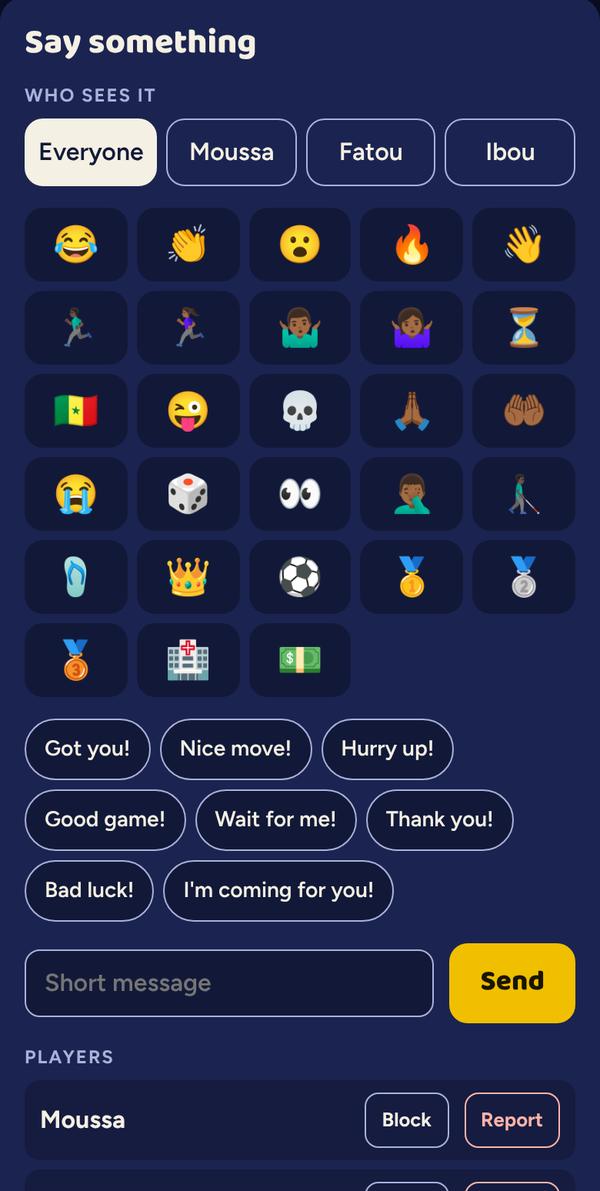 Say something
WHO SEES IT
Everyone Moussa Fatou Ibou
Got you! Nice move! Hurry up!
Good game! Wait for me! Thank you!
Bad luck! I'm coming for you!
Short message Send
PLAYERS
Moussa Block Report